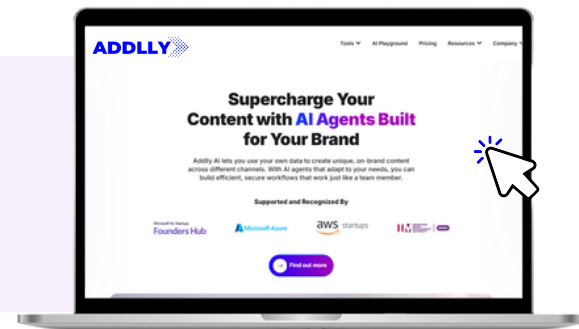 ADDLLY
Tools AI Playground Pricing Resources Company
Supercharge Your
Content with AI Agents Built
for Your Brand
Addlly AI lets you use your own data to create unique, on-brand content
across different channels. With AI agents that adapt to your needs, you can
build efficient, secure workflows that work just like a team member.
Supported and Recognized By
Microsoft for Startups
Founders Hub
Microsoft Azure
aws startups
Find out more